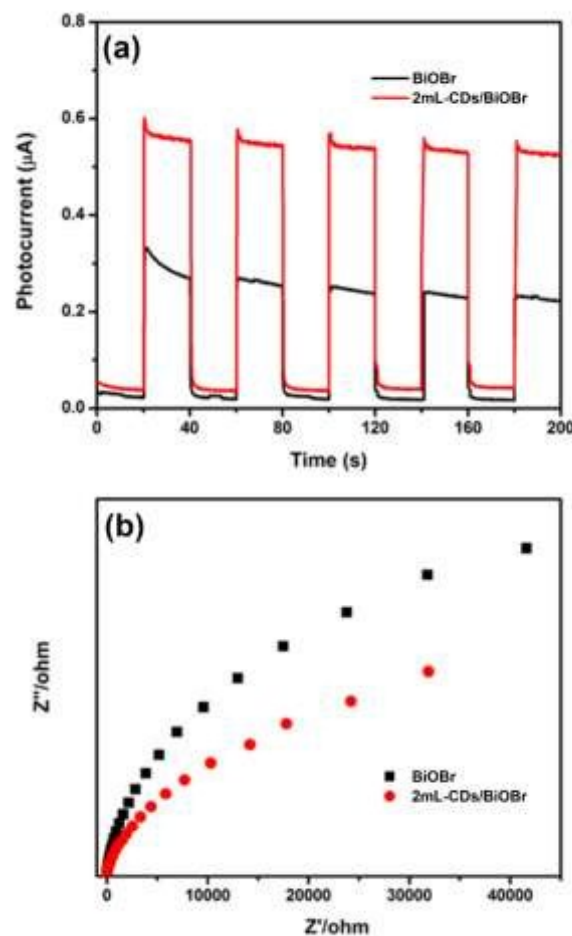 (a)
BiOBr
2mL-CDs/BiOBr
Photocurrent (μA)
0.8
0.6
0.4
0.2
0.0
0 40 80 120 160 200
Time (s)
(b)
Z''/ohm
BiOBr
2mL-CDs/BiOBr
0 10000 20000 30000 40000
Z'/ohm